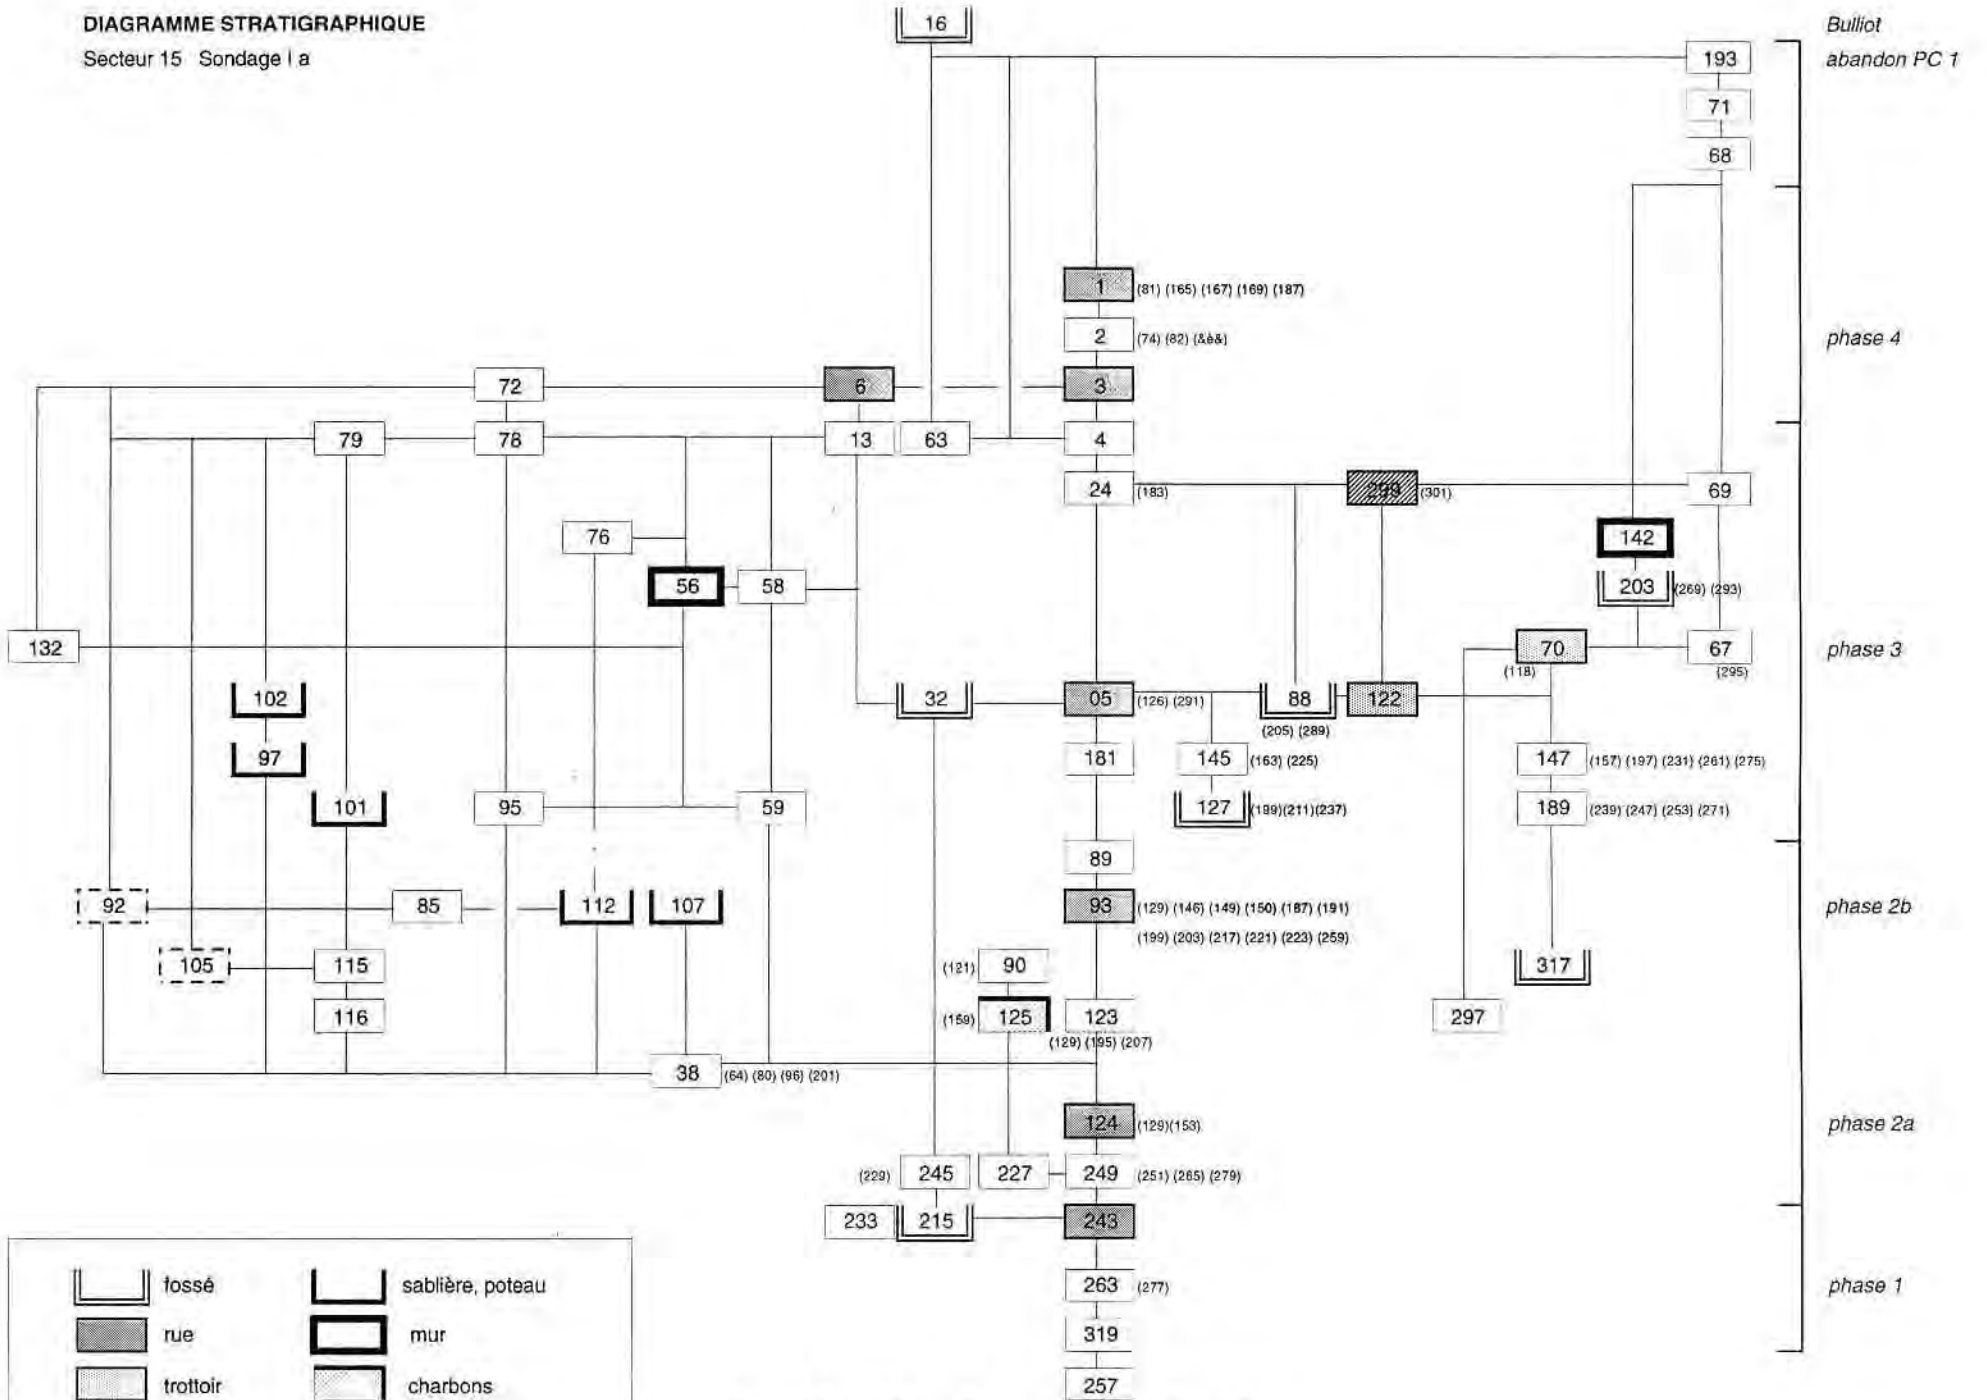 DIAGRAMME STRATIGRAPHIQUE
Secteur 15 Sondage I a
16
Bulliot
193
abandon PC 1
71
68
1 (81) (165) (167) (169) (187)
2 (74) (82) (&è&)
phase 4
72 6 3
79 78 13 63 4
24 (183) 299 (301) 69
76 142
56 58 203 (269) (293)
132 70 67 phase 3
(118) (295)
102 32 05 (126) (291) 88 122
(205) (289)
97 181 145 (163) (225) 147 (157) (197) (231) (261) (275)
101 95 59 127 (199)(211)(237) 189 (239) (247) (253) (271)
89
92 85 112 107 93 (129) (146) (149) (150) (187) (191) phase 2b
(199) (203) (217) (221) (223) (259)
105 115 (121) 90 317
116 (159) 125 123 297
(129) (195) (207)
38 (64) (80) (96) (201)
124 (129)(153) phase 2a
(229) 245 227 249 (251) (265) (279)
233 215 243
263 (277) phase 1
319
257
fossé sablière, poteau
rue mur
trottoir charbons